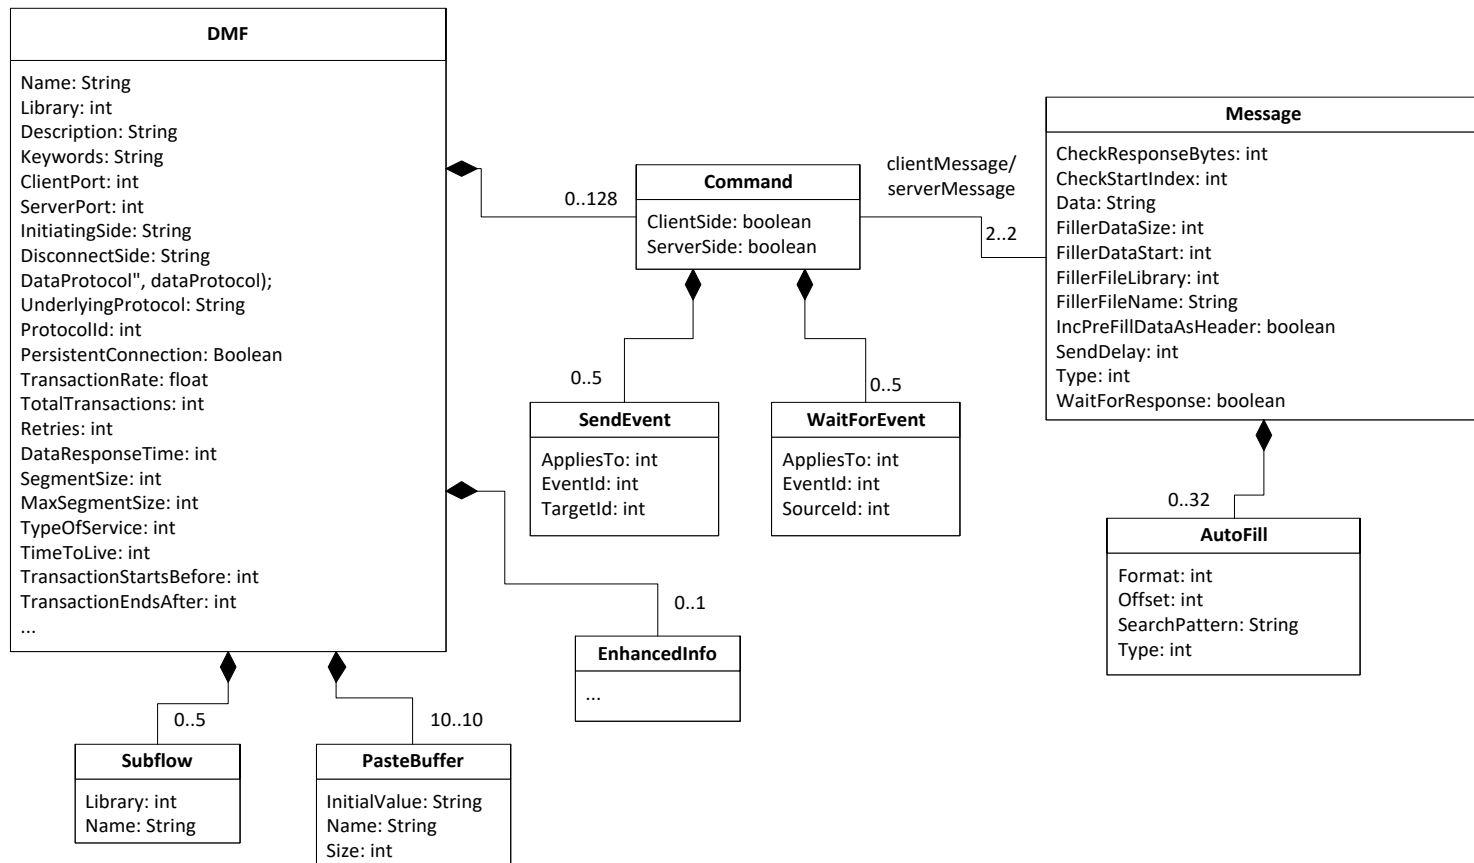 DMF
Name: String
Library: int
Description: String
Keywords: String
ClientPort: int
ServerPort: int
InitiatingSide: String
DisconnectSide: String
DataProtocol", dataProtocol);
UnderlyingProtocol: String
ProtocolId: int
PersistentConnection: Boolean
TransactionRate: float
TotalTransactions: int
Retries: int
DataResponseTime: int
SegmentSize: int
MaxSegmentSize: int
TypeOfService: int
TimeToLive: int
TransactionStartsBefore: int
TransactionEndsAfter: int
...
0..128
Command
ClientSide: boolean
ServerSide: boolean
clientMessage/
serverMessage
2..2
Message
CheckResponseBytes: int
CheckStartIndex: int
Data: String
FillerDataSize: int
FillerDataStart: int
FillerFileLibrary: int
FillerFileName: String
IncPreFillDataAsHeader: boolean
SendDelay: int
Type: int
WaitForResponse: boolean
0..5
SendEvent
AppliesTo: int
EventId: int
TargetId: int
0..5
WaitForEvent
AppliesTo: int
EventId: int
SourceId: int
0..32
AutoFill
Format: int
Offset: int
SearchPattern: String
Type: int
0..1
EnhancedInfo
...
0..5
Subflow
Library: int
Name: String
10..10
PasteBuffer
InitialValue: String
Name: String
Size: int